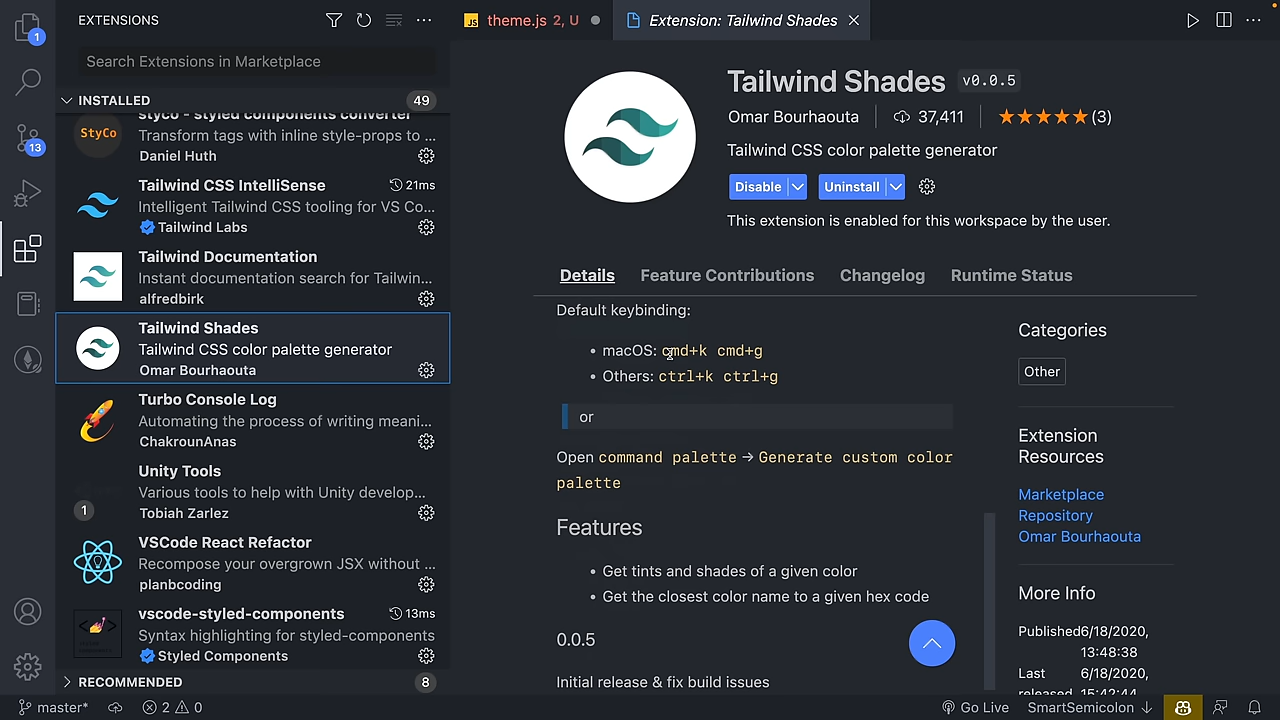 EXTENSIONS
theme.js 2, U
Extension: Tailwind Shades
1
Search Extensions in Marketplace
INSTALLED
49
StyCo
styco - styled components converter
Transform tags with inline style-props to ...
Daniel Huth
13
Tailwind CSS IntelliSense
21ms
Intelligent Tailwind CSS tooling for VS Co...
Tailwind Labs
Tailwind Documentation
Instant documentation search for Tailwin...
alfredbirk
Tailwind Shades
Tailwind CSS color palette generator
Omar Bourhaouta
Turbo Console Log
Automating the process of writing meani...
ChakrounAnas
Unity Tools
Various tools to help with Unity develop...
1
Tobiah Zarlez
VSCode React Refactor
Recompose your overgrown JSX without ...
planbcoding
vscode-styled-components
13ms
Syntax highlighting for styled-components
Styled Components
RECOMMENDED
8
Tailwind Shades v0.0.5
Omar Bourhaouta 37,411 (3)
Tailwind CSS color palette generator
Disable Uninstall
This extension is enabled for this workspace by the user.
Details Feature Contributions Changelog Runtime Status
Default keybinding:
• macOS: cmd+k cmd+g
• Others: ctrl+k ctrl+g
or
Open command palette → Generate custom color
palette
Features
• Get tints and shades of a given color
• Get the closest color name to a given hex code
0.0.5
Initial release & fix build issues
Categories
Other
Extension
Resources
Marketplace
Repository
Omar Bourhaouta
More Info
Published 6/18/2020,
13:48:38
Last 6/18/2020,
released 15:42:44
master* 2 0 Go Live SmartSemicolon ↓